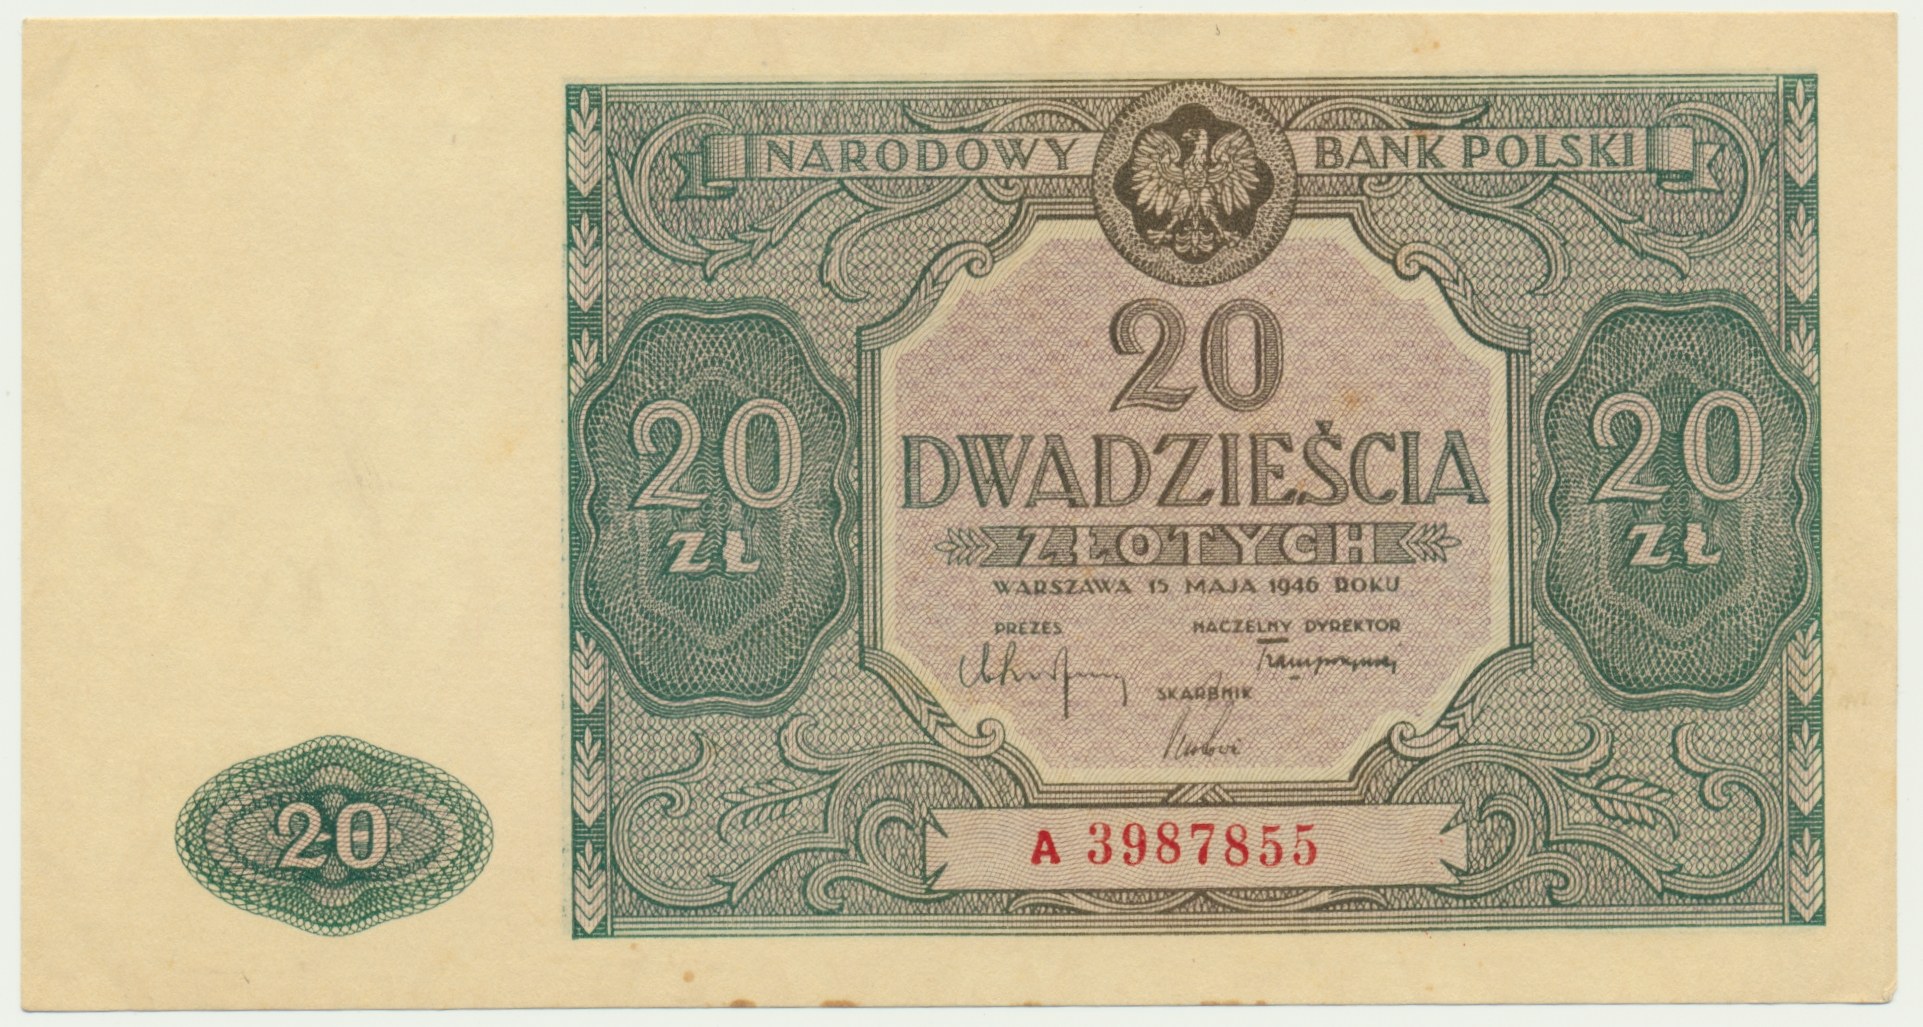 NARODOWY BANK POLSKI
20
DWADZIEŚCIA
ZŁOTYCH
WARSZAWA 15 MAJA 1946 ROKU
PREZES NACZELNY DYREKTOR
SKARBNIK
20
ZŁ
20
ZŁ
20
A 3987855